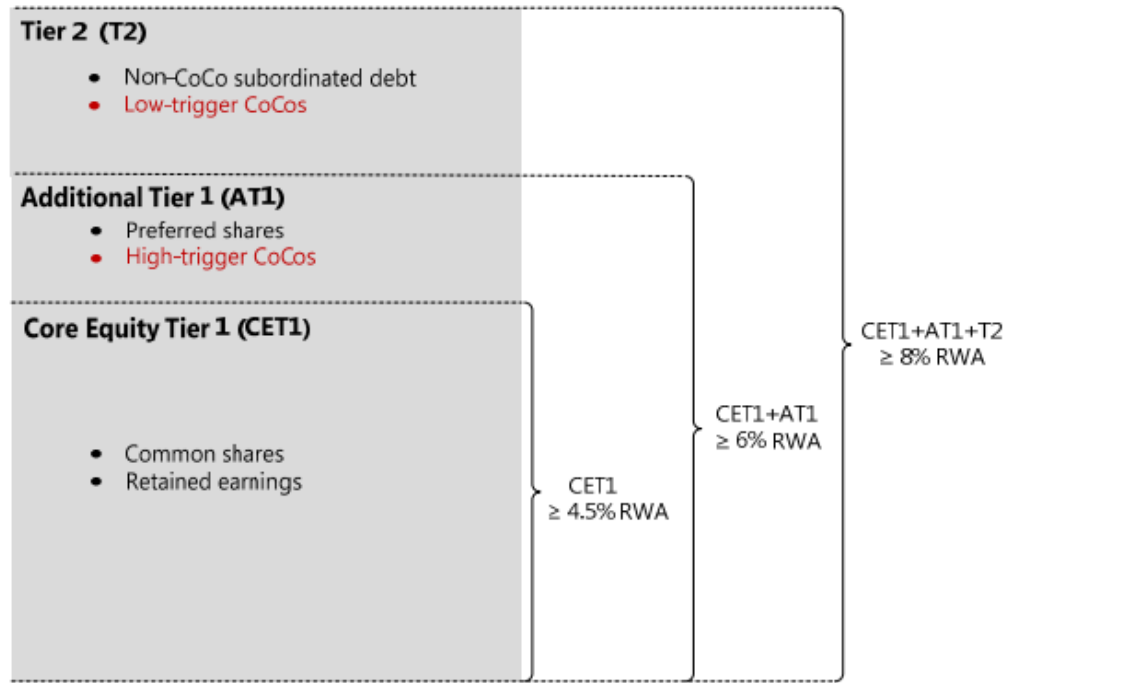 Tier 2 (T2)
• Non-CoCo subordinated debt
• Low-trigger CoCos
Additional Tier 1 (AT1)
• Preferred shares
• High-trigger CoCos
Core Equity Tier 1 (CET1)
• Common shares
• Retained earnings
CET1
≥ 4.5% RWA
CET1+AT1
≥ 6% RWA
CET1+AT1+T2
≥ 8% RWA